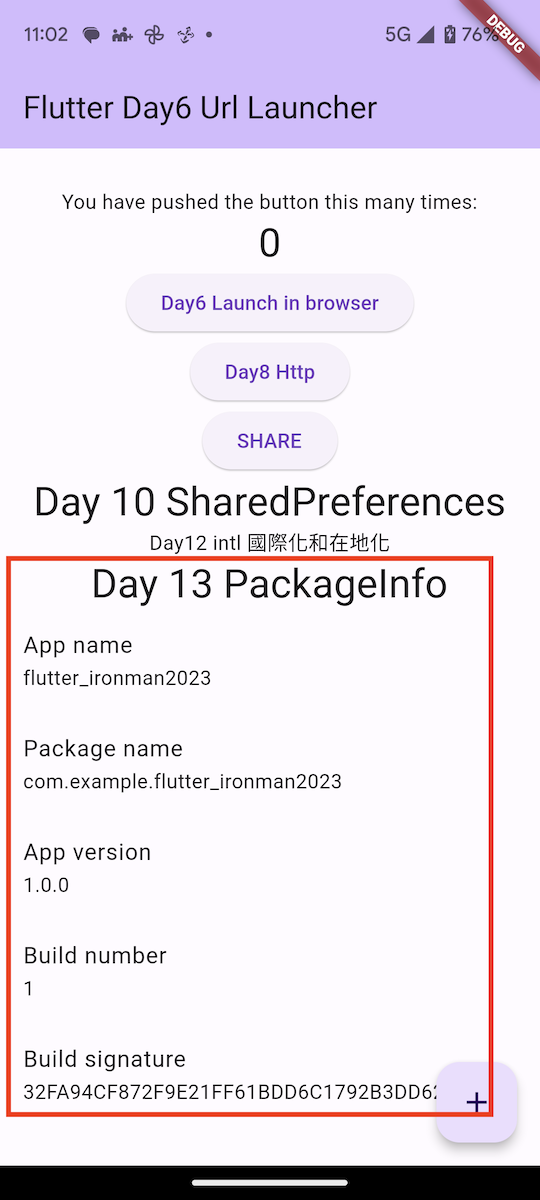 11:02
5G 76%
DEBUG
Flutter Day6 Url Launcher
You have pushed the button this many times:
0
Day6 Launch in browser
Day8 Http
SHARE
Day 10 SharedPreferences
Day12 intl 國際化和在地化
Day 13 PackageInfo
App name
flutter_ironman2023
Package name
com.example.flutter_ironman2023
App version
1.0.0
Build number
1
Build signature
32FA94CF872F9E21FF61BDD6C1792B3DD62
+